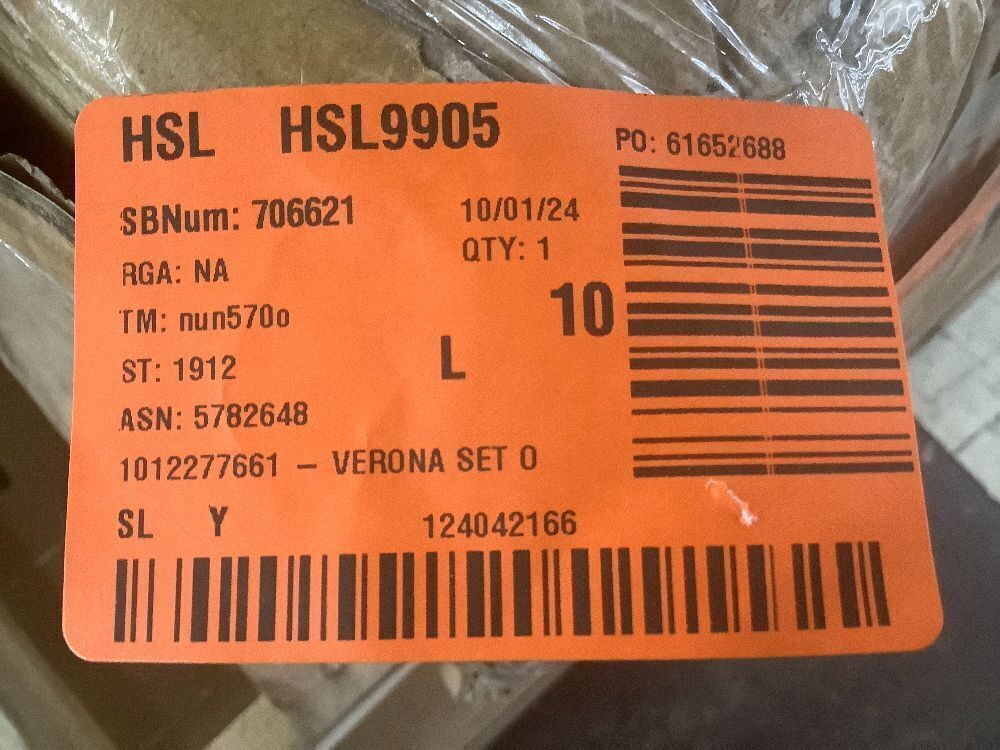 HSL HSL9905
PO: 61652688
SBNum: 706621
10/01/24
RGA: NA
QTY: 1
TM: nun570o
10
ST: 1912
L
ASN: 5782648
1012277661 – VERONA SET O
SL Y
124042166